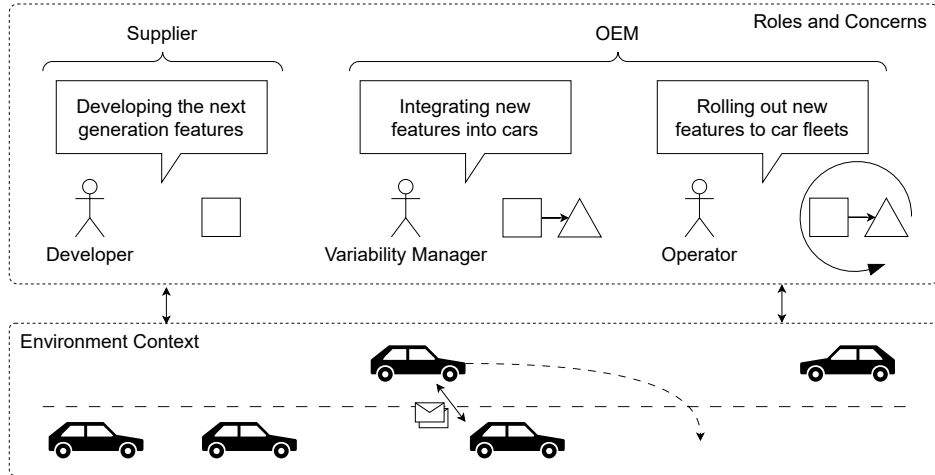 Roles and Concerns
Supplier
OEM
Developing the next
generation features
Integrating new
features into cars
Rolling out new
features to car fleets
Developer
Variability Manager
Operator
Environment Context